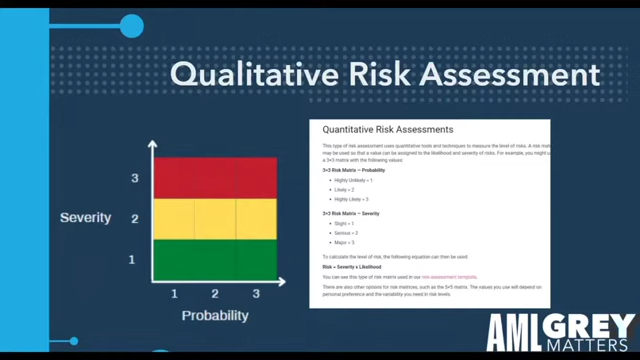 Qualitative Risk Assessment
3
Severity 2
1
1 2 3
Probability
Quantitative Risk Assessments
This type of risk assessment uses quantitative tools and techniques to measure the level of risks. A risk mat
may be used so that a value can be assigned to the likelihood and severity of risks. For example, you might u
a 3×3 matrix with the following values:
3×3 Risk Matrix – Probability
• Highly Unlikely = 1
• Likely = 2
• Highly Likely = 3
3×3 Risk Matrix – Severity
• Slight = 1
• Serious = 2
• Major = 3
To calculate the level of risk, the following equation can then be used:
Risk = Severity x Likelihood
You can see this type of risk matrix used in our risk assessment template.
There are also other options for risk matrices, such as the 5×5 matrix. The values you use will depend on
personal preference and the variability you need in risk levels.
AML GREY
MATTERS